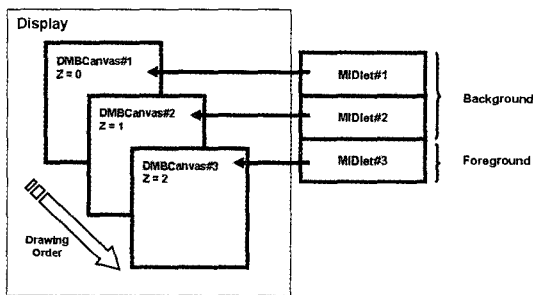 Display
DMBCanvas#1
Z = 0
DMBCanvas#2
Z = 1
DMBCanvas#3
Z = 2
Drawing
Order
MIDlet#1
MIDlet#2
MIDlet#3
Background
Foreground